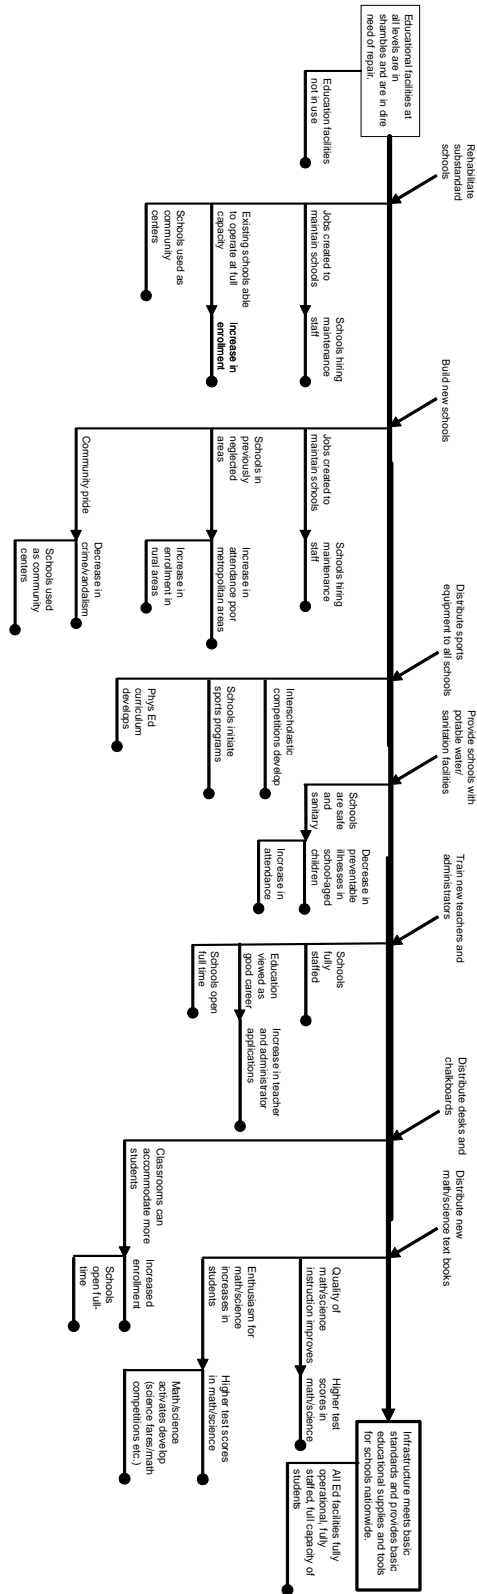 Educational facilities at
all levels are in
shambles and are in dire
need of repair.
Education facilities
not in use
Rehabilitate
substandard
schools
Jobs created to
maintain schools
Schools hiring
maintenance
staff
Existing schools able
to operate at full
capacity
Increase in
enrollment
Schools used as
community
centers
Build new schools
Jobs created to
maintain schools
Schools hiring
maintenance
staff
Schools in
previously
neglected
areas
Increase in
attendance poor
metropolitan areas
Increase in
enrollment in
rural areas
Community pride
Decrease in
crime/vandalism
Schools used
as community
centers
Distribute sports
equipment to all schools
Interscholastic
competitions develop
Schools initiate
sports programs
Phys Ed
curriculum
develops
Provide schools with
potable water/
sanitation facilities
Schools
are safe
and
sanitary
Decrease in
preventable
illnesses in
school-aged
children
Increase in
attendance
Train new teachers and
administrators
Schools
fully
staffed
Education
viewed as
good career
Increase in teacher
and administrator
applications
Schools open
full time
Distribute desks and
chalkboards
Classrooms can
accommodate more
students
Increased
enrollment
Schools
open full-
time
Distribute new
math/science text books
Quality of
math/science
instruction improves
Higher test
scores in
math/science
Enthusiasm for
math/science
increases in
students
Higher test scores
in math/science
Math/science
activates develop
(science fares/math
competitions etc.)
Infrastructure meets basic
standards and provides basic
educational supplies and tools
for schools nationwide.
All Ed facilities fully
operational, fully
staffed, full capacity of
students